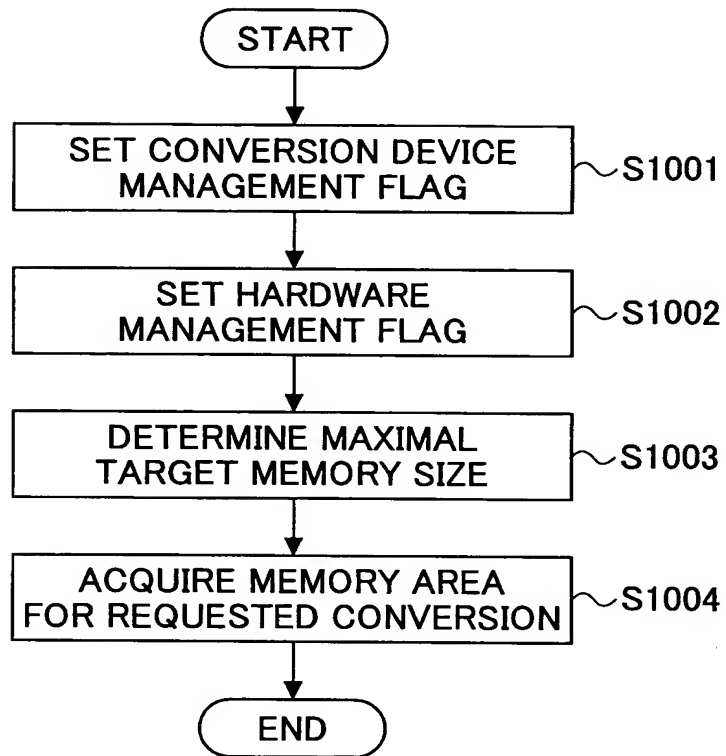 START
SET CONVERSION DEVICE
MANAGEMENT FLAG
S1001
SET HARDWARE
MANAGEMENT FLAG
S1002
DETERMINE MAXIMAL
TARGET MEMORY SIZE
S1003
ACQUIRE MEMORY AREA
FOR REQUESTED CONVERSION
S1004
END